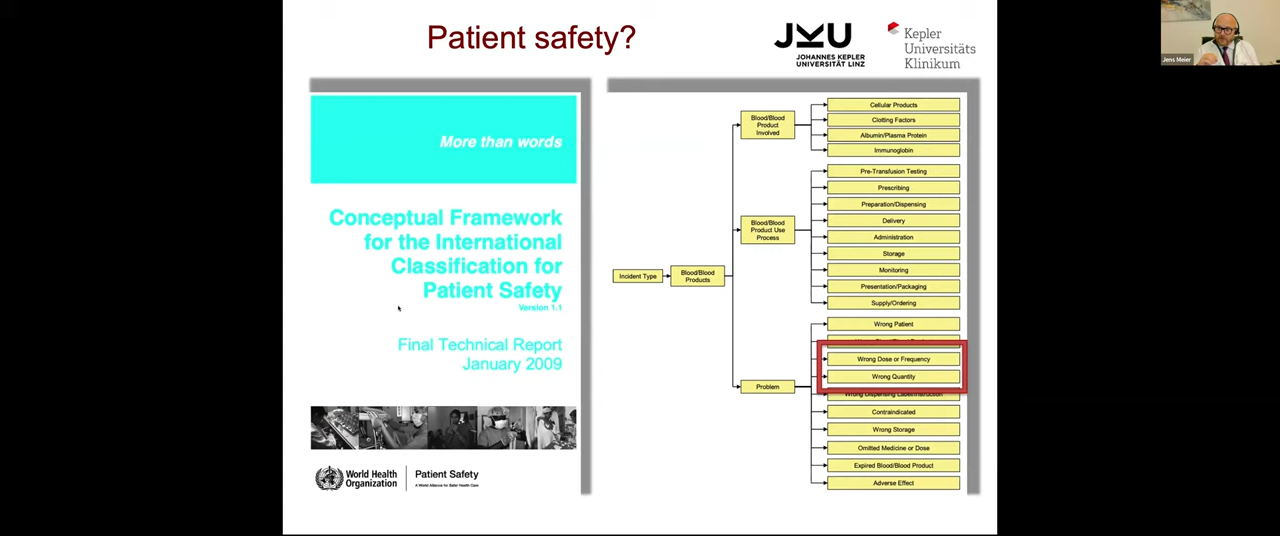 Patient safety?
JKU
JOHANNES KEPLER
UNIVERSITÄT LINZ
Kepler
Universitäts
Klinikum
Jens Meier
More than words
Conceptual Framework
for the International
Classification for
Patient Safety
Version 1.1
Final Technical Report
January 2009
World Health
Organization
Patient Safety
A World Alliance for Safer Health Care
Incident Type
Blood/Blood
Products
Blood/Blood
Product
Involved
Cellular Products
Clotting Factors
Albumin/Plasma Protein
Immunoglobin
Blood/Blood
Product Use
Process
Pre-Transfusion Testing
Prescribing
Preparation/Dispensing
Delivery
Administration
Storage
Monitoring
Presentation/Packaging
Supply/Ordering
Problem
Wrong Patient
Wrong Dose or Frequency
Wrong Quantity
Wrong Dispensing Label/Instruction
Contraindicated
Wrong Storage
Omitted Medicine or Dose
Expired Blood/Blood Product
Adverse Effect